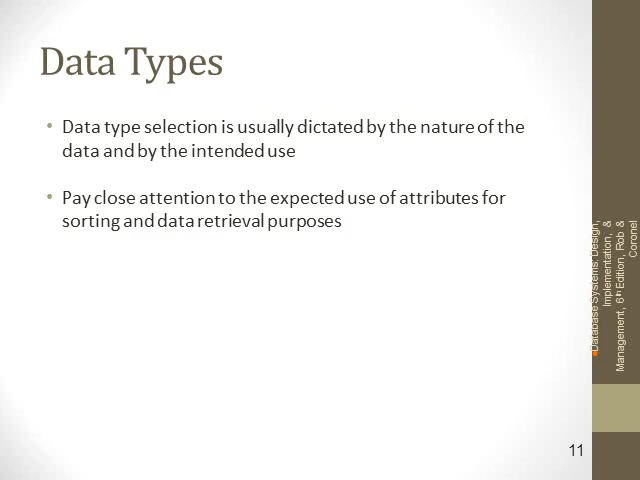 Data Types
• Data type selection is usually dictated by the nature of the
data and by the intended use
• Pay close attention to the expected use of attributes for
sorting and data retrieval purposes
Database Systems: Design,
Implementation, &
Management, 6th Edition, Rob &
Coronel
11